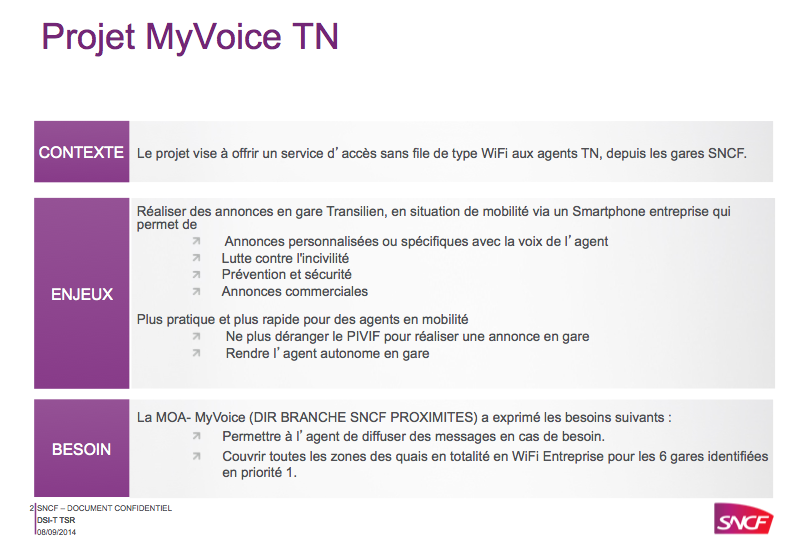 Projet MyVoice TN
CONTEXTE
Le projet vise à offrir un service d’accès sans file de type WiFi aux agents TN, depuis les gares SNCF.
ENJEUX
Réaliser des annonces en gare Transilien, en situation de mobilité via un Smartphone entreprise qui
permet de
Annonces personnalisées ou spécifiques avec la voix de l’agent
Lutte contre l'incivilité
Prévention et sécurité
Annonces commerciales
Plus pratique et plus rapide pour des agents en mobilité
Ne plus déranger le PIVIF pour réaliser une annonce en gare
Rendre l’agent autonome en gare
BESOIN
La MOA- MyVoice (DIR BRANCHE SNCF PROXIMITES) a exprimé les besoins suivants :
Permettre à l’agent de diffuser des messages en cas de besoin.
Couvrir toutes les zones des quais en totalité en WiFi Entreprise pour les 6 gares identifiées
en priorité 1.
2 SNCF – DOCUMENT CONFIDENTIEL
DSI-T TSR
08/09/2014
SNCF